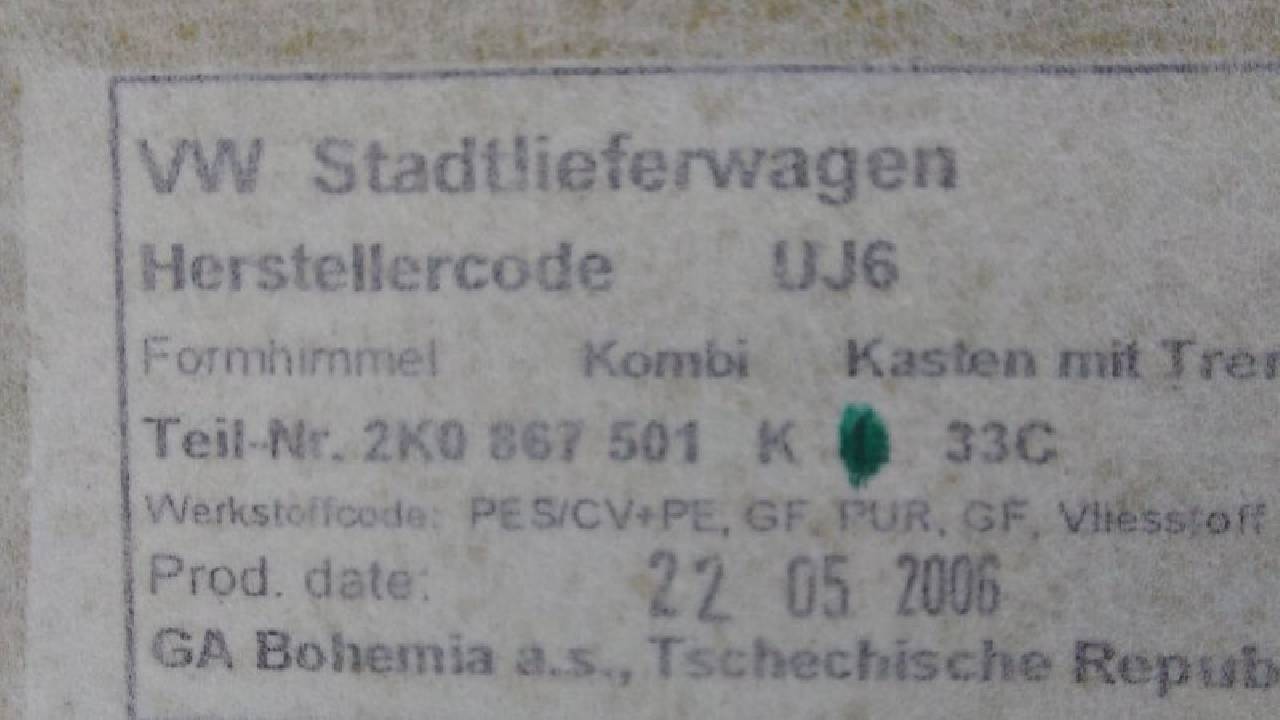 VW Stadtlieferwagen
Herstellercode UJ6
Formhimmel Kombi Kasten mit
Teil-Nr. 2K0 867 501 K 33C
Werkstoffcode: PES/CV+PE, GF, PUR, GF, Vliesstoff
Prod. date: 22 05 2006
GA Bohemia a.s., Tschechische Repub